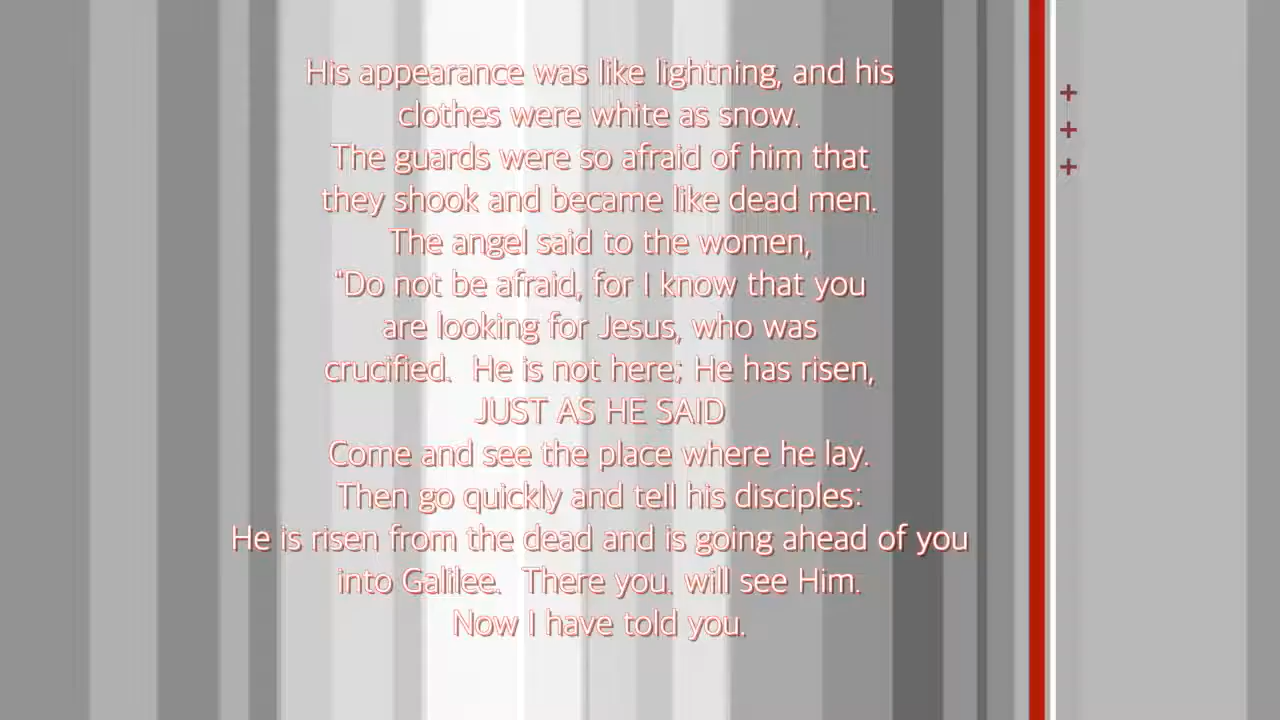 His appearance was like lightning, and his
clothes were white as snow.
The guards were so afraid of him that
they shook and became like dead men.
The angel said to the women,
"Do not be afraid, for I know that you
are looking for Jesus, who was
crucified.  He is not here; He has risen,
JUST AS HE SAID
Come and see the place where he lay.
Then go quickly and tell his disciples:
He is risen from the dead and is going ahead of you
into Galilee.  There you. will see Him.
Now I have told you.